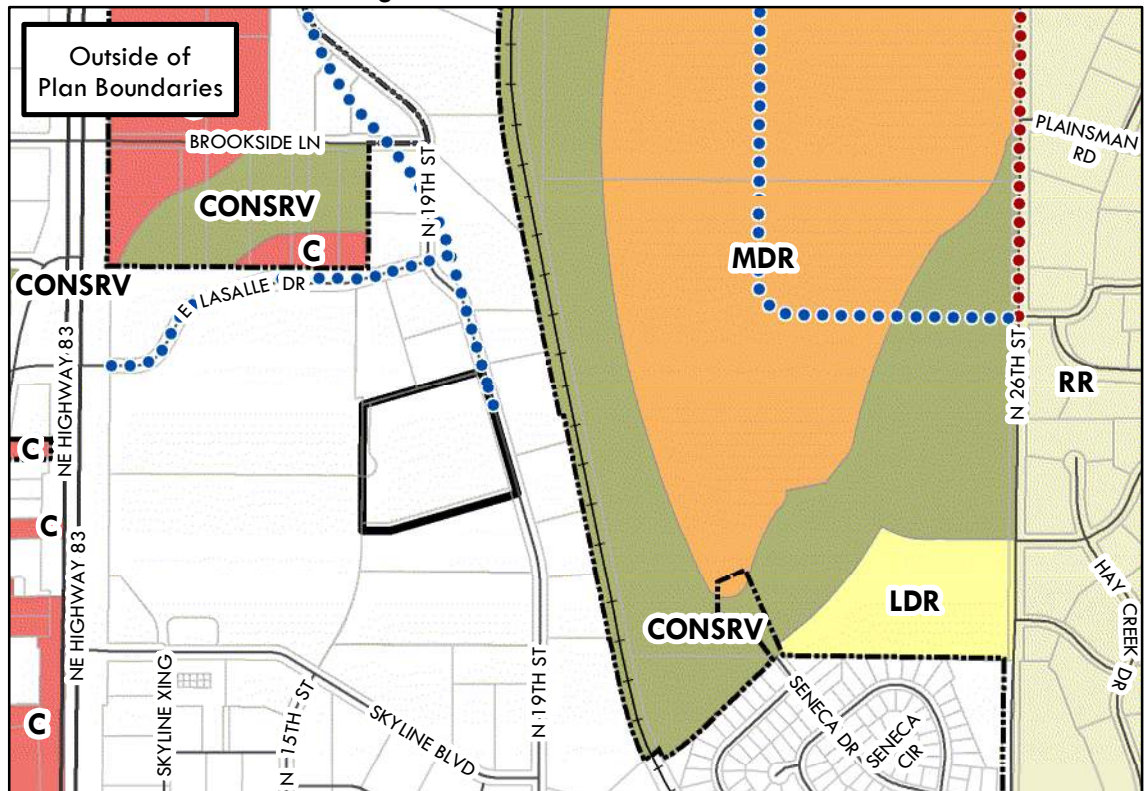 Outside of
Plan Boundaries
BROOKSIDE LN
N 19TH ST
PLAINSMAN
RD
CONSRV
C
MDR
CONSRV
E LASALLE DR
NE HIGHWAY 83
N 26TH ST
RR
C
C
NE HIGHWAY 83
HAY CREEK DR
LDR
CONSRV
C
SKYLINE XING
N 15TH ST
SKYLINE BLVD
N 19TH ST
SENECA DR
SENECA
CIR